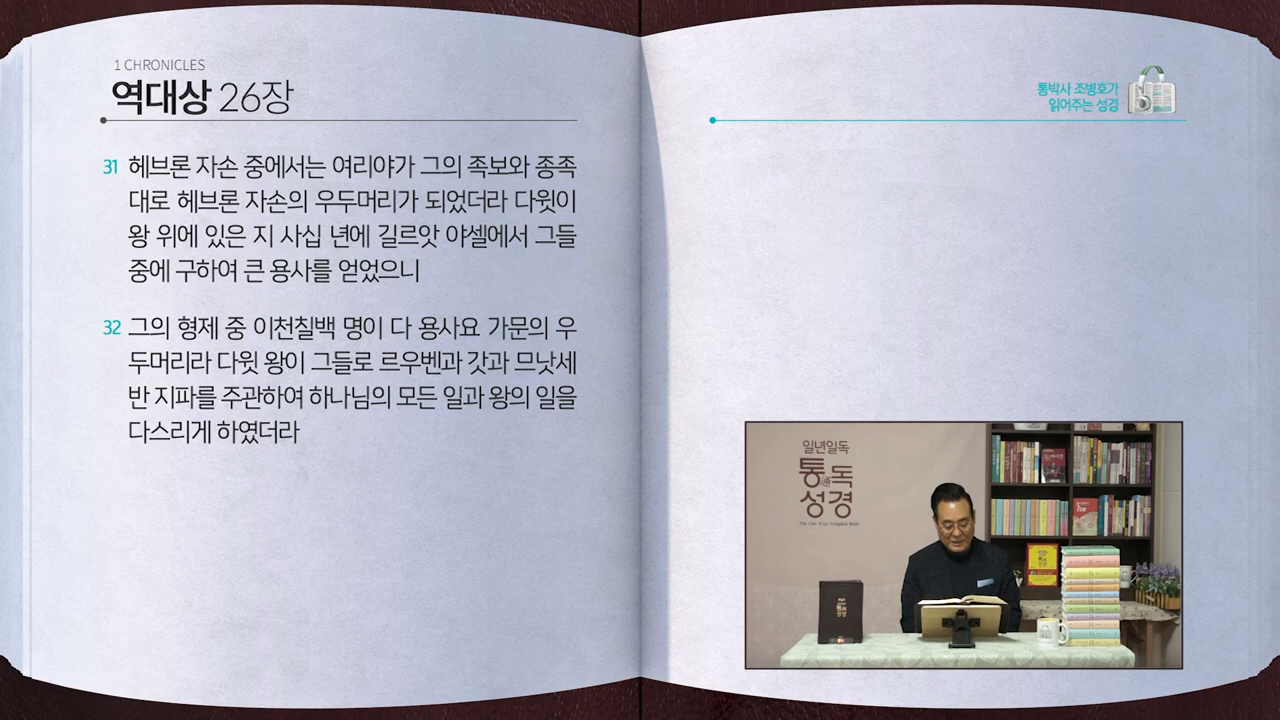 1 CHRONICLES
역대상 26장
31 헤브론 자손 중에서는 여리야가 그의 족보와 종족
대로 헤브론 자손의 우두머리가 되었더라 다윗이
왕 위에 있은 지 사십 년에 길르앗 야셀에서 그들
중에 구하여 큰 용사를 얻었으니
32 그의 형제 중 이천칠백 명이 다 용사요 가문의 우
두머리라 다윗 왕이 그들로 르우벤과 갓과 므낫세
반 지파를 주관하여 하나님의 모든 일과 왕의 일을
다스리게 하였더라
통박사 조병호가
읽어주는 성경
일년일독
통독
성경